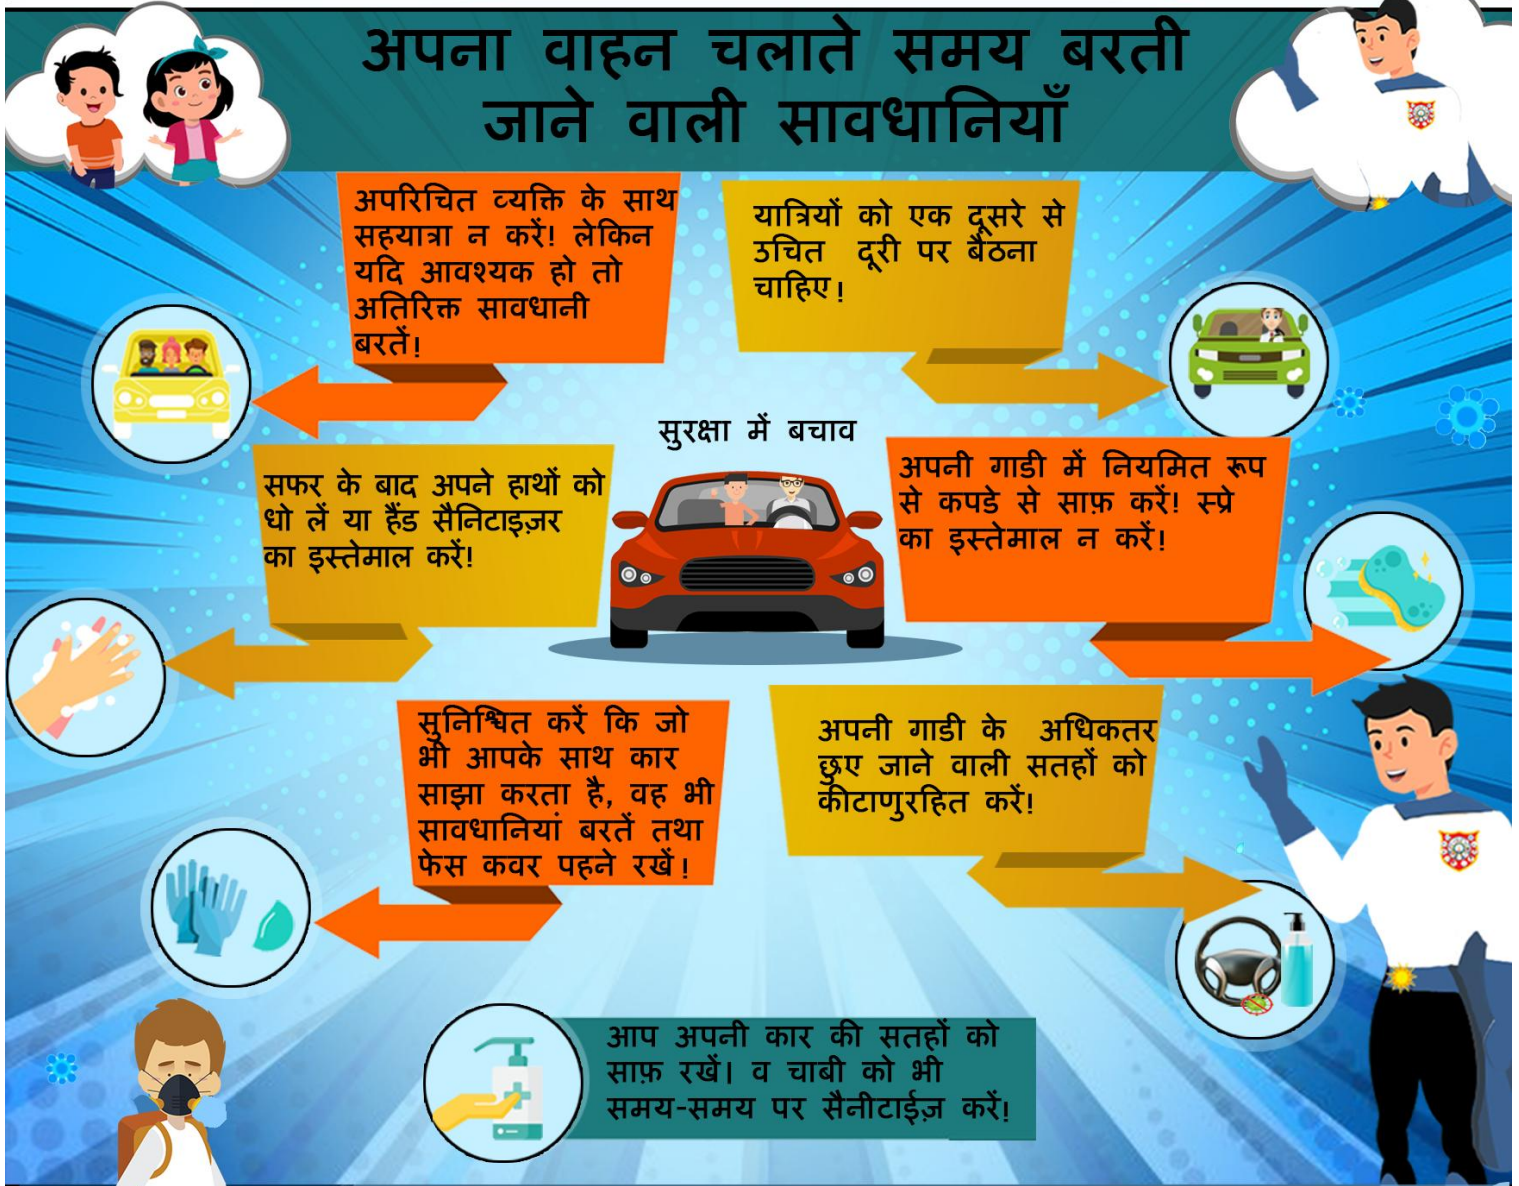 अपना वाहन चलाते समय बरती
जाने वाली सावधानियाँ
अपरिचित व्यक्ति के साथ
सहयात्रा न करें! लेकिन
यदि आवश्यक हो तो
अतिरिक्त सावधानी
बरतें!
यात्रियों को एक दूसरे से
उचित दूरी पर बैठना
चाहिए!
सुरक्षा में बचाव
सफर के बाद अपने हाथों को
धो लें या हैंड सैनिटाइज़र
का इस्तेमाल करें!
अपनी गाडी में नियमित रूप
से कपडे से साफ़ करें! स्प्रे
का इस्तेमाल न करें!
सुनिश्चित करें कि जो
भी आपके साथ कार
साझा करता है, वह भी
सावधानियां बरतें तथा
फेस कवर पहने रखें!
अपनी गाडी के अधिकतर
छुए जाने वाली सतहों को
कीटाणुरहित करें!
आप अपनी कार की सतहों को
साफ़ रखें। व चाबी को भी
समय-समय पर सैनीटाईज़ करें!